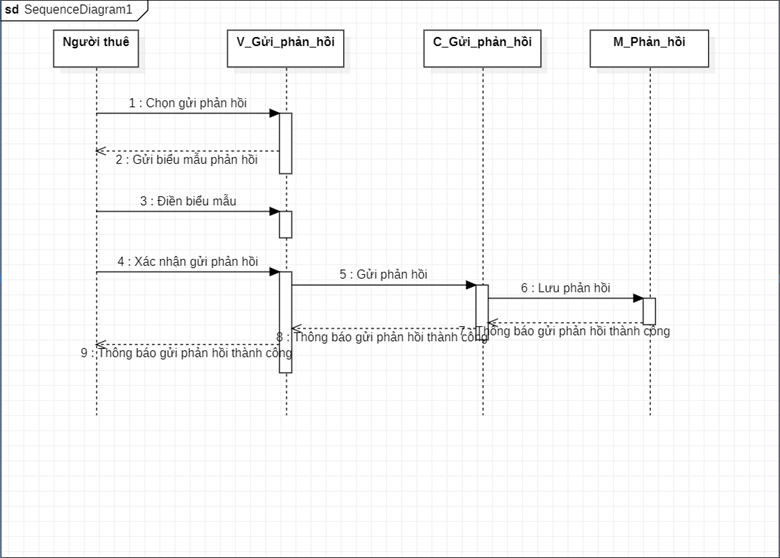 sd SequenceDiagram1
Người thuê
V_Gửi_phản_hồi
C_Gửi_phản_hồi
M_Phản_hồi
1 : Chọn gửi phản hồi
2 : Gửi biểu mẫu phản hồi
3 : Điền biểu mẫu
4 : Xác nhận gửi phản hồi
5 : Gửi phản hồi
6 : Lưu phản hồi
7 : Thông báo gửi phản hồi thành công
8 : Thông báo gửi phản hồi thành công
9 : Thông báo gửi phản hồi thành công